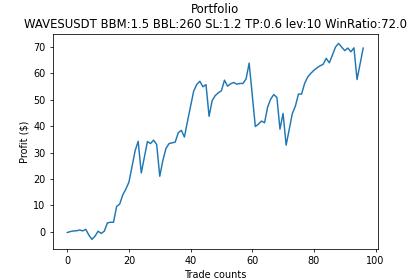 Portfolio
WAVESUSDT BBM:1.5 BBL:260 SL:1.2 TP:0.6 lev:10 WinRatio:72.0
Profit ($)
70
60
50
40
30
20
10
0
0 20 40 60 80 100
Trade counts